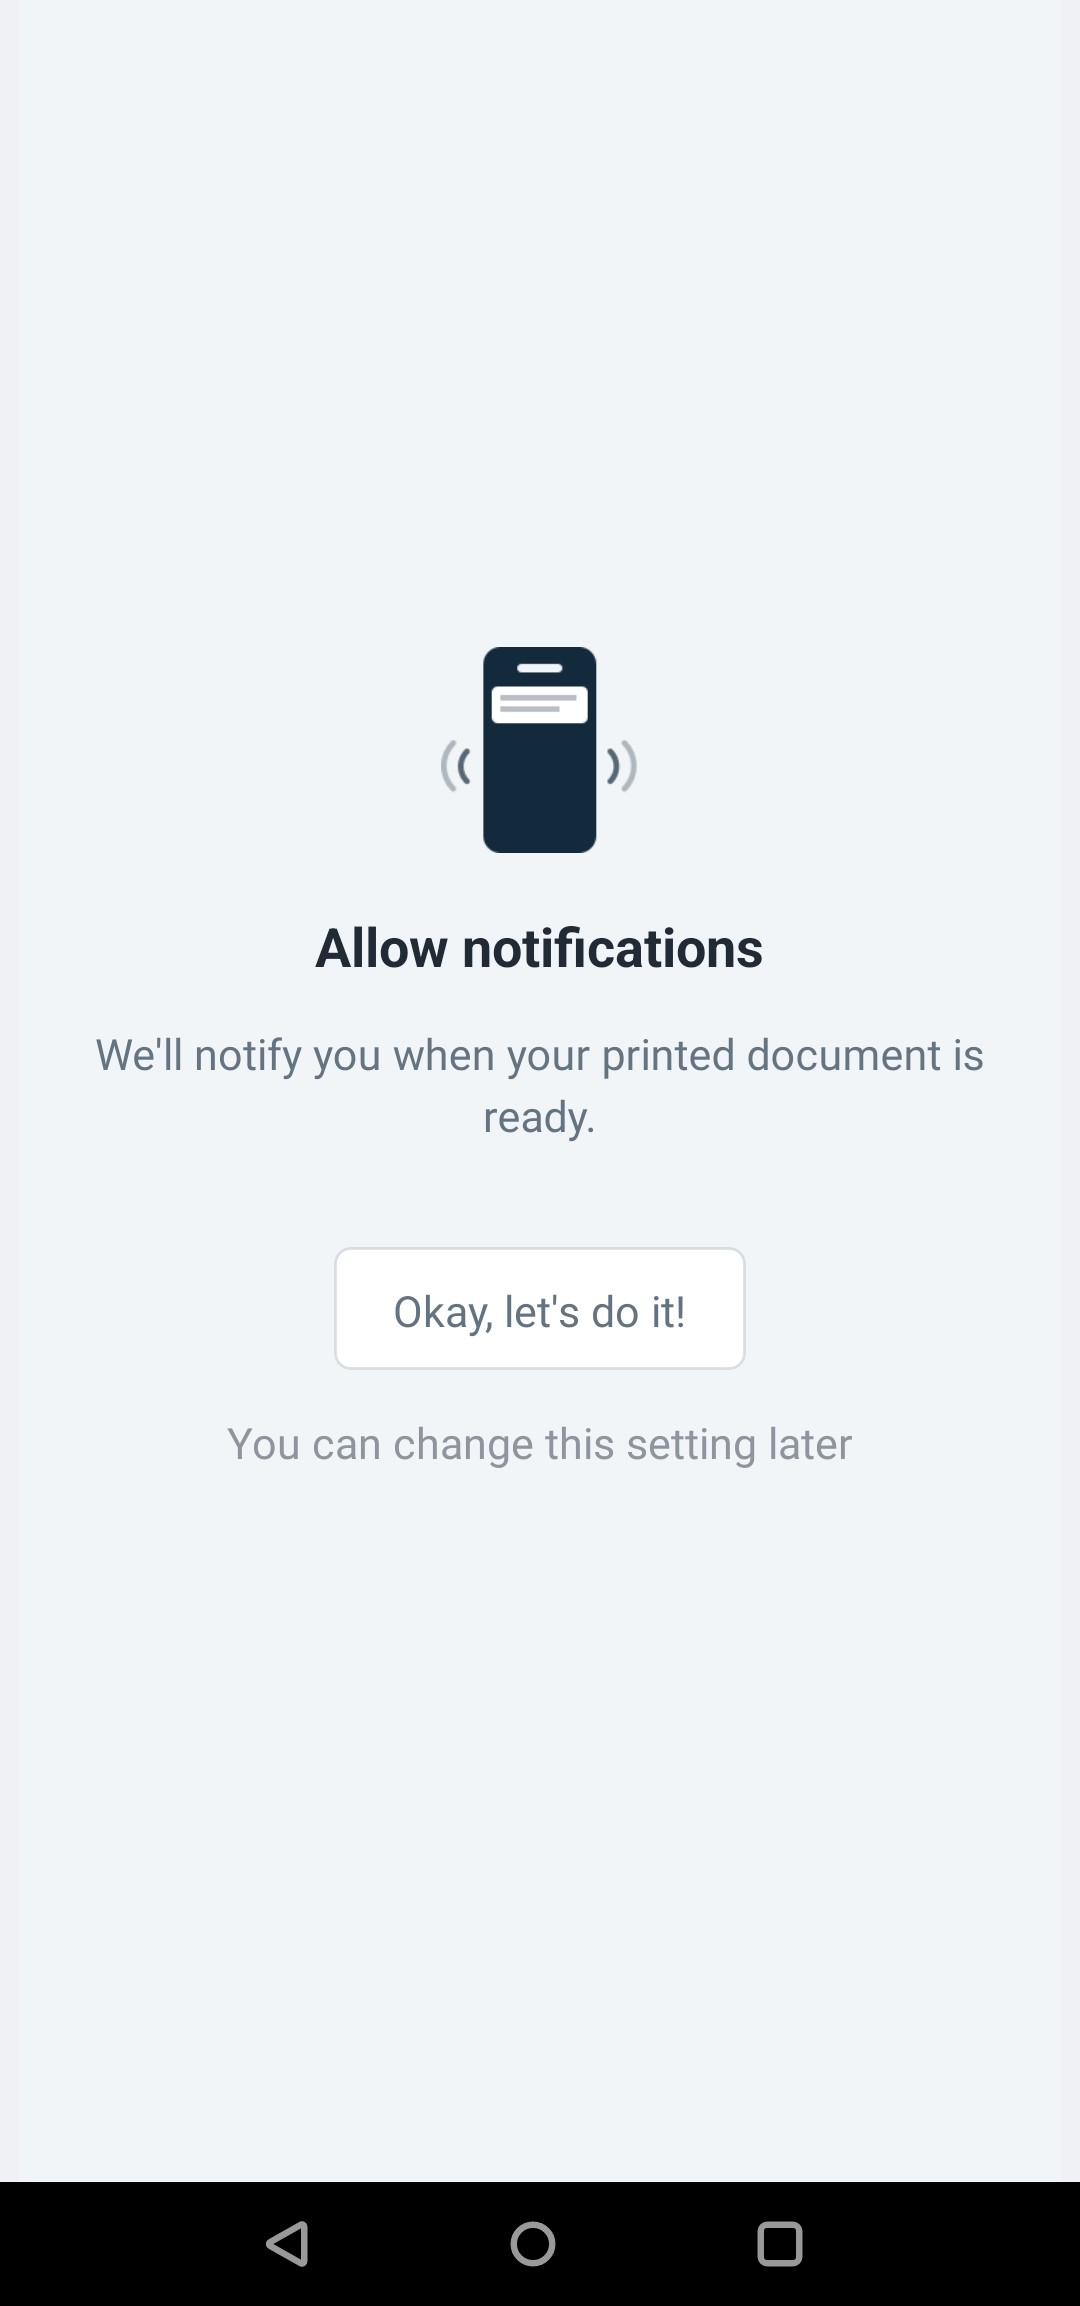 Allow notifications
We'll notify you when your printed document is
ready.
Okay, let's do it!
You can change this setting later